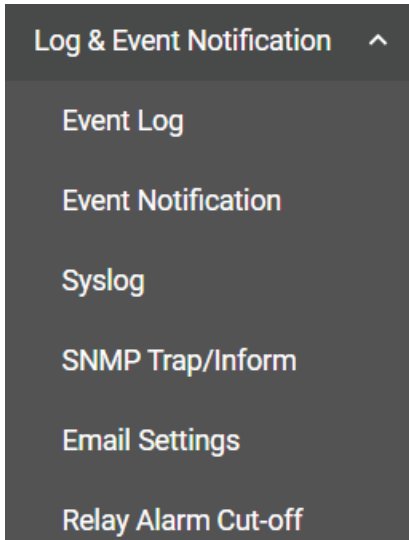 Log & Event Notification
Event Log
Event Notification
Syslog
SNMP Trap/Inform
Email Settings
Relay Alarm Cut-off